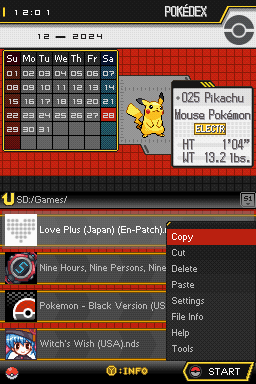 12:01
POKéDEX
12 — 2024
Su Mo Tu We Th Fr Sa
01 02 03 04 05 06 07
08 09 10 11 12 13 14
15 16 17 18 19 20 21
22 23 24 25 26 27 28
29 30 31
025 Pikachu
Mouse Pokémon
ELECTR
HT 1'04"
WT 13.2 lbs.
SD:/Games/
Love Plus (Japan) (En-Patch).n
Nine Hours, Nine Persons, Nine
Pokemon - Black Version (US
Witch's Wish (USA).nds
Copy
Cut
Delete
Paste
Settings
File Info
Help
Tools
Y:INFO
START